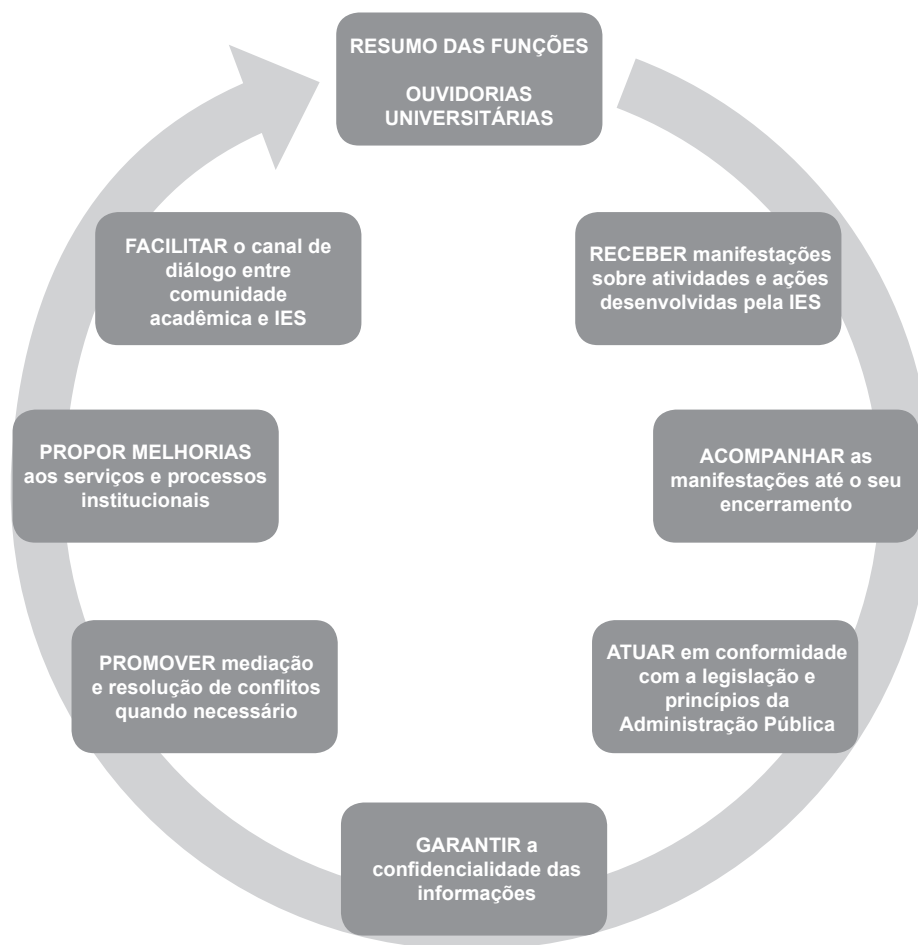 RESUMO DAS FUNÇÕES
OUVIDORIAS
UNIVERSITÁRIAS
RECEBER manifestações
sobre atividades e ações
desenvolvidas pela IES
ACOMPANHAR as
manifestações até o seu
encerramento
ATUAR em conformidade
com a legislação e
princípios da
Administração Pública
GARANTIR a
confidencialidade das
informações
PROMOVER mediação
e resolução de conflitos
quando necessário
PROPOR MELHORIAS
aos serviços e processos
institucionais
FACILITAR o canal de
diálogo entre
comunidade
acadêmica e IES